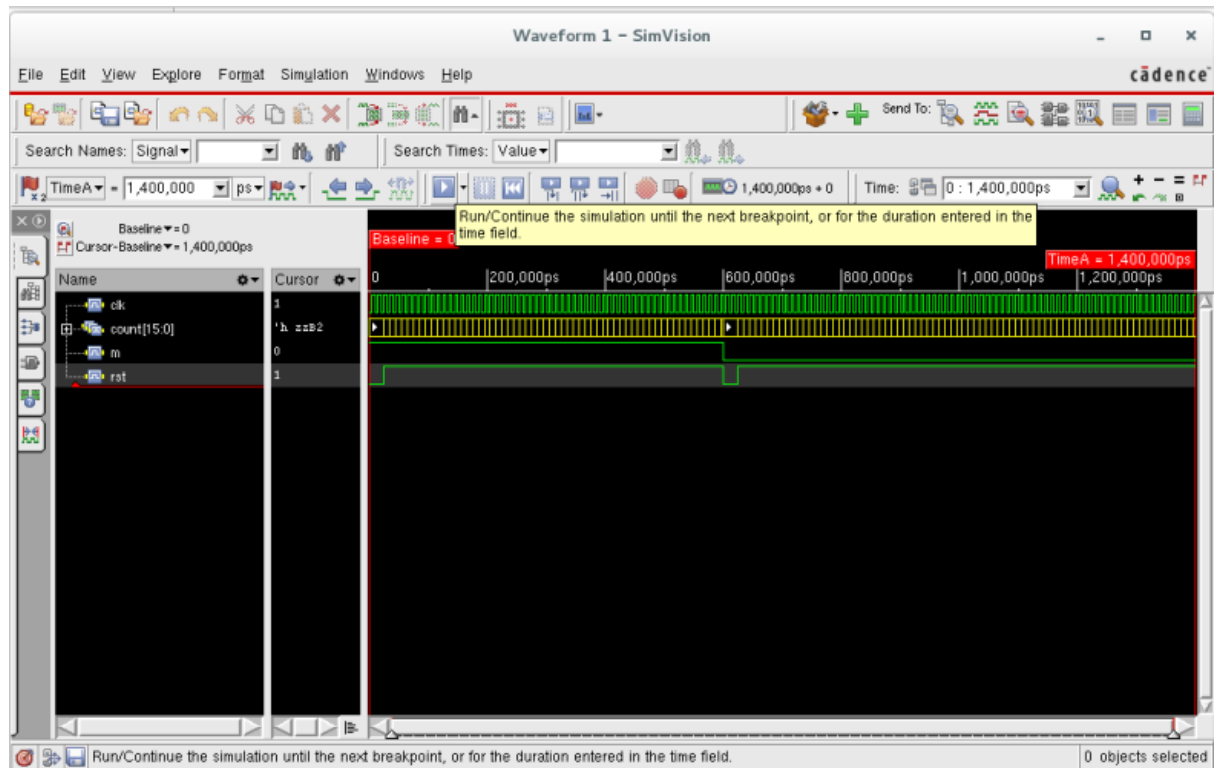 Waveform 1 - SimVision
File Edit View Explore Format Simulation Windows Help
cādence
Send To:
Search Names: Signal
Search Times: Value
TimeA = 1,400,000 ps
1,400,000ps + 0
Time: 0 : 1,400,000ps
Run/Continue the simulation until the next breakpoint, or for the duration entered in the
time field.
Baseline = 0
Cursor-Baseline = 1,400,000ps
Baseline = 0
TimeA = 1,400,000ps
Name Cursor 0 200,000ps 400,000ps 600,000ps 800,000ps 1,000,000ps 1,200,000ps
clk 1
count[15:0] 'h zzB2
m 0
rst 1
Run/Continue the simulation until the next breakpoint, or for the duration entered in the time field.
0 objects selected